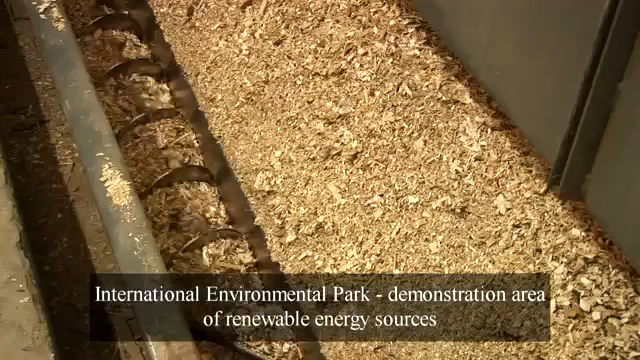 International Environmental Park - demonstration area
of renewable energy sources